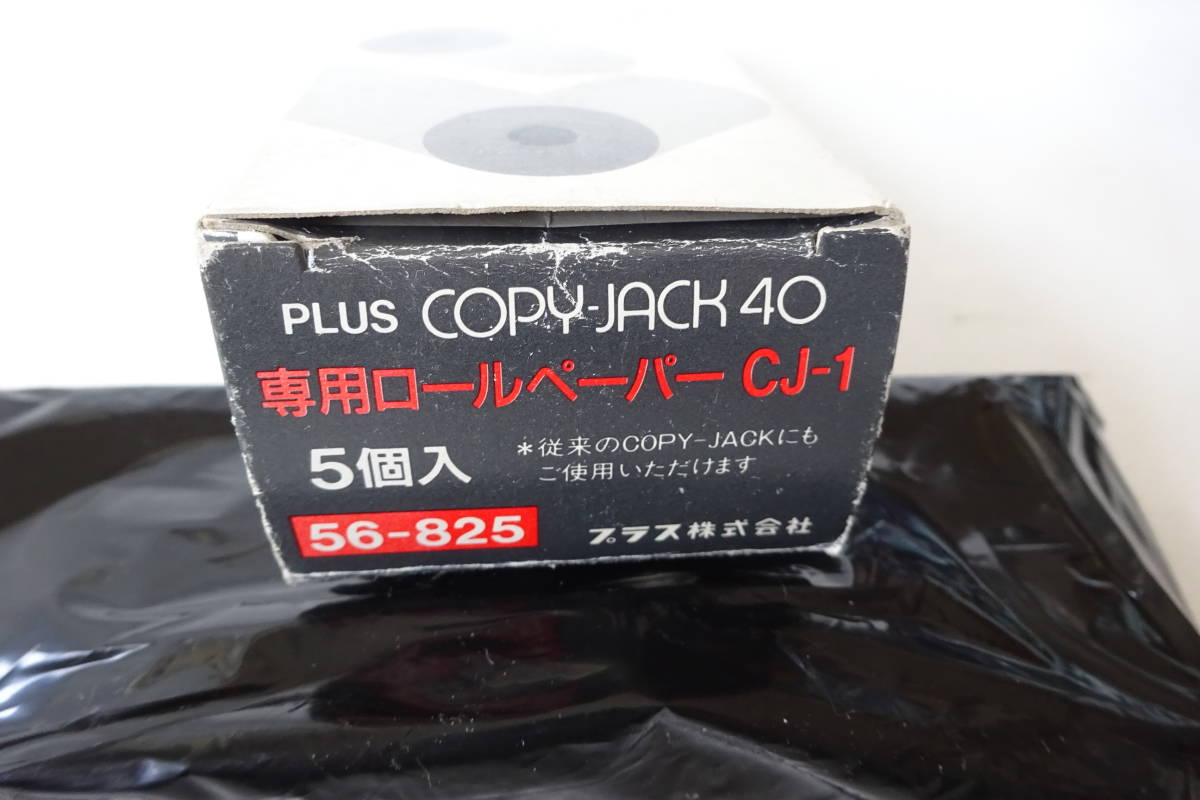 PLUS COPY-JACK 40
専用ロールペーパー CJ-1
5個入
＊従来のCOPY-JACKにも
ご使用いただけます
56-825
プラス株式会社